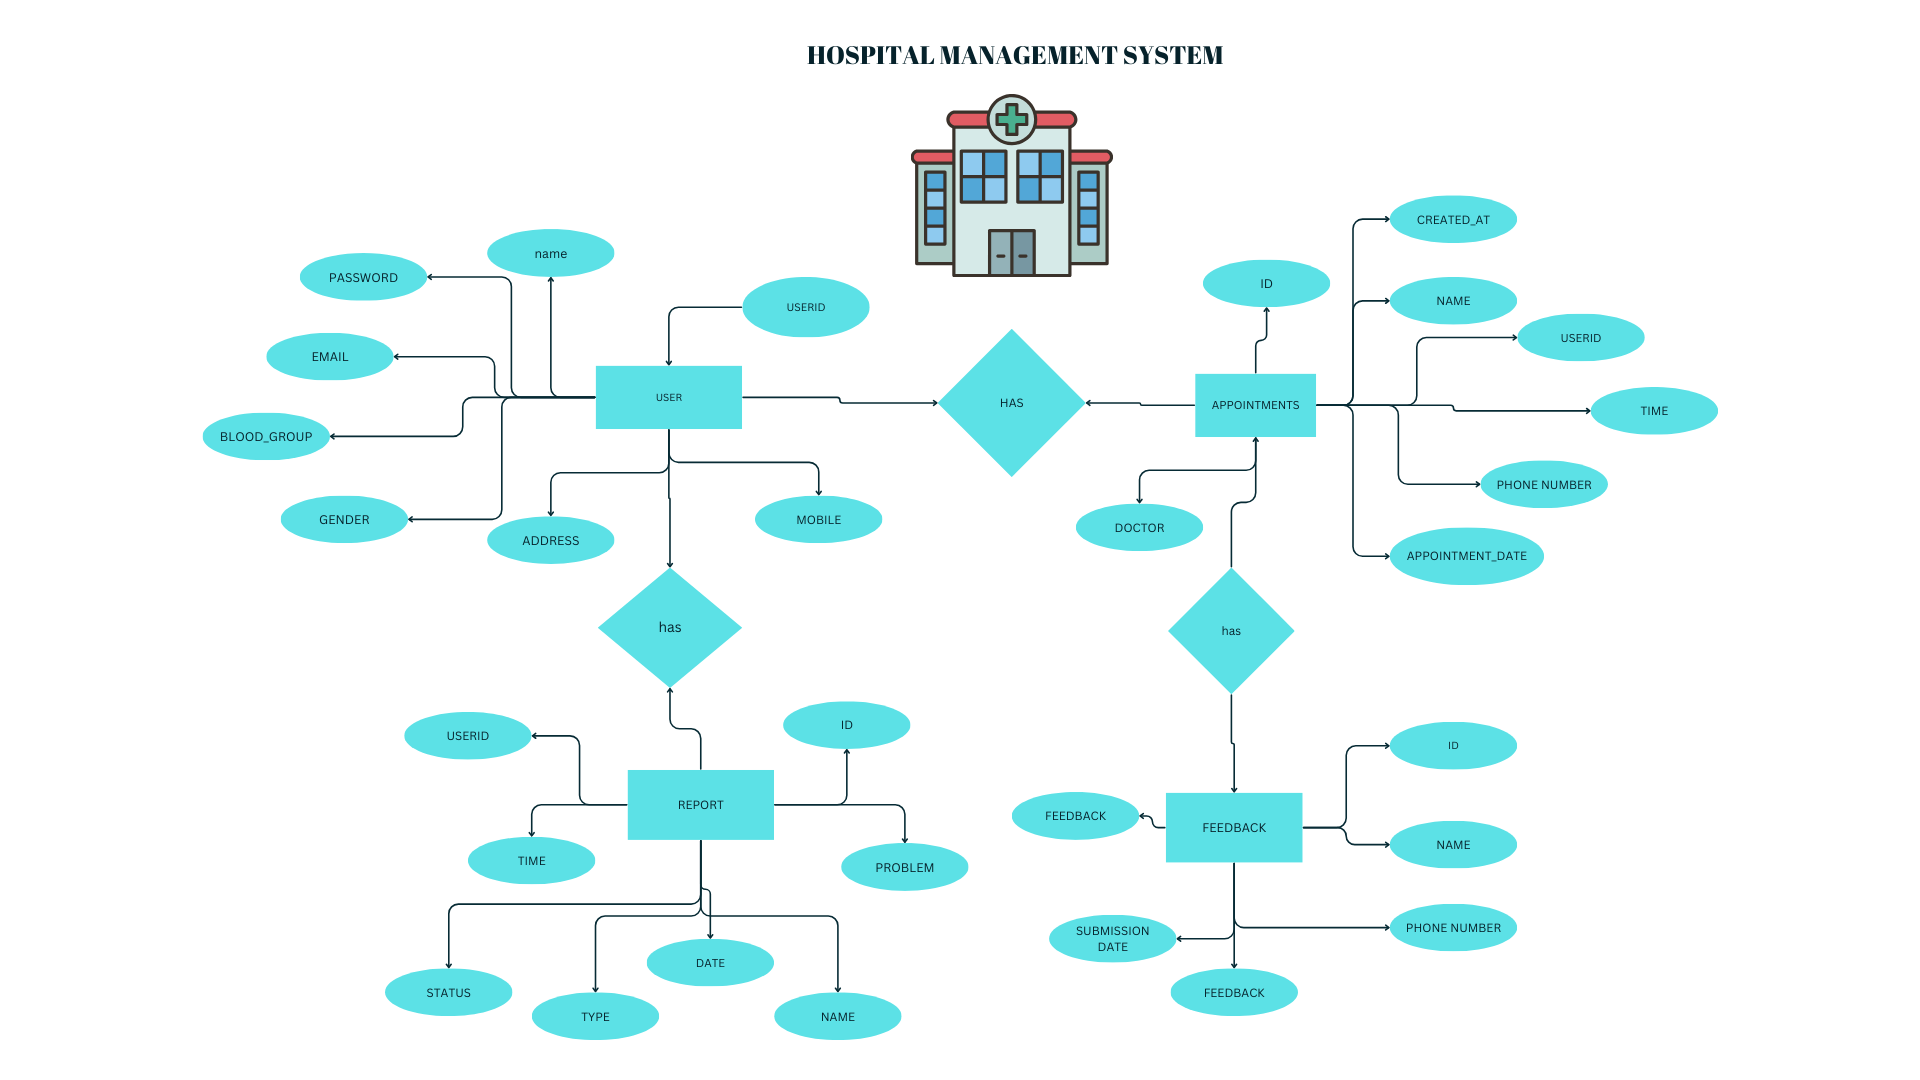 HOSPITAL MANAGEMENT SYSTEM
CREATED_AT
name
PASSWORD
ID
NAME
USERID
USERID
EMAIL
USER
HAS
APPOINTMENTS
TIME
BLOOD_GROUP
PHONE NUMBER
GENDER
MOBILE
DOCTOR
ADDRESS
APPOINTMENT_DATE
has
has
USERID
ID
ID
REPORT
FEEDBACK
FEEDBACK
NAME
TIME
PROBLEM
PHONE NUMBER
SUBMISSION
DATE
DATE
STATUS
FEEDBACK
TYPE
NAME